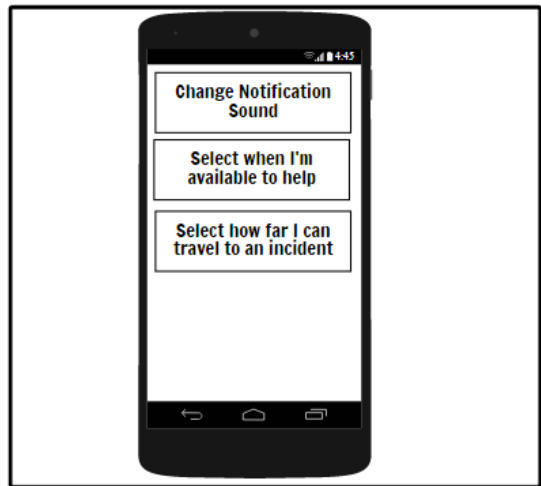 4:45
Change Notification
Sound
Select when I'm
available to help
Select how far I can
travel to an incident